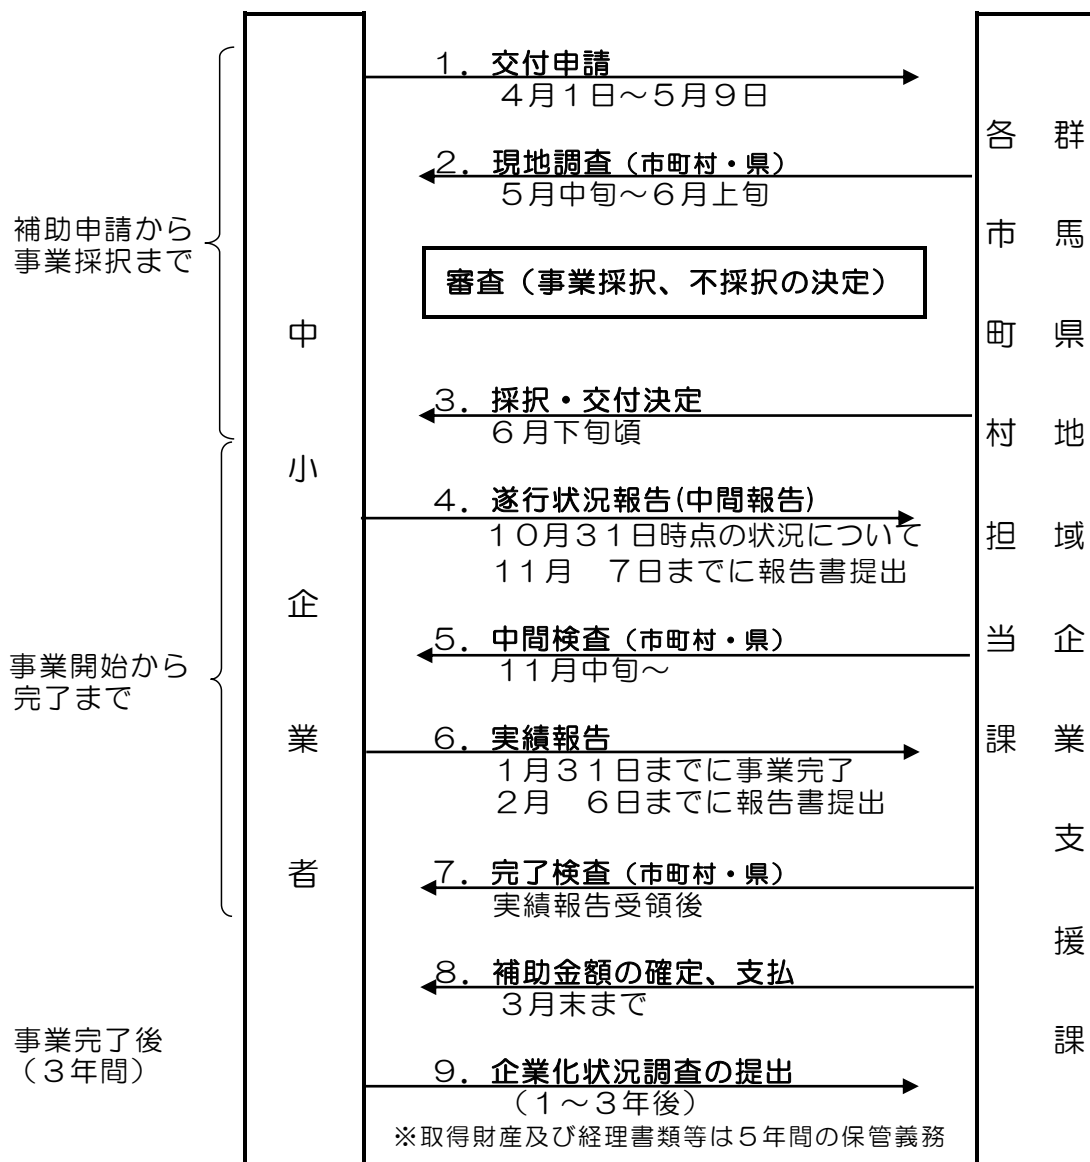 1．交付申請
4月1日～5月9日
2．現地調査（市町村・県）
5月中旬～6月上旬
補助申請から
事業採択まで
審査（事業採択、不採択の決定）
3．採択・交付決定
6月下旬頃
4．遂行状況報告(中間報告)
10月31日時点の状況について
11月　7日までに報告書提出
事業開始から
完了まで
5．中間検査（市町村・県）
11月中旬～
6．実績報告
1月31日までに事業完了
2月　6日までに報告書提出
7．完了検査（市町村・県）
実績報告受領後
8．補助金額の確定、支払
3月末まで
事業完了後
（3年間）
9．企業化状況調査の提出
（1～3年後）
※取得財産及び経理書類等は5年間の保管義務
中小企業者
群馬県地域企業支援課
各市町村担当課